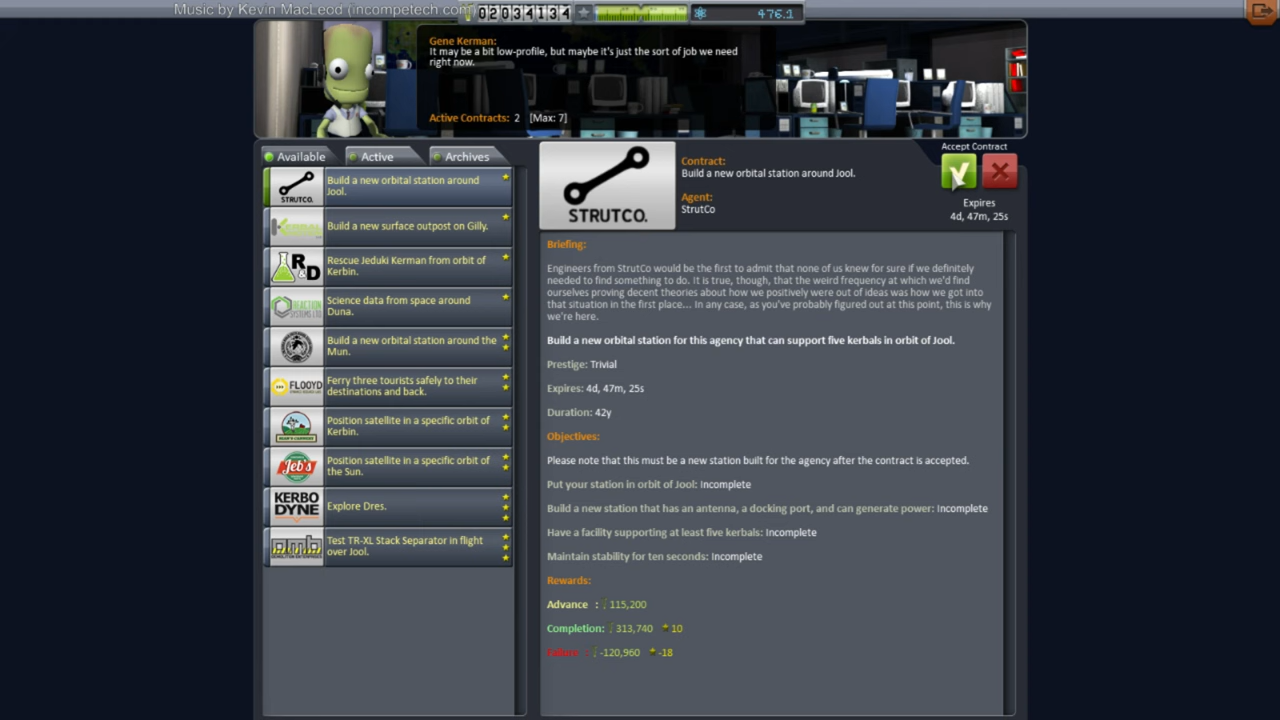 Music by Kevin MacLeod (incompetech.com
02034134
476.1
Gene Kerman:
It may be a bit low-profile, but maybe it's just the sort of job we need
right now.
Active Contracts: 2 [Max: 7]
Available
Active
Archives
STRUTCO.
Build a new orbital station around
Jool.
Build a new surface outpost on Gilly.
R&D
Rescue Jeduki Kerman from orbit of
Kerbin.
Science data from space around
Duna.
Build a new orbital station around the
Mun.
FLOOYD
Ferry three tourists safely to their
destinations and back.
Position satellite in a specific orbit of
Kerbin.
Jeb's
Position satellite in a specific orbit of
the Sun.
KERBO
DYNE
Explore Dres.
Test TR-XL Stack Separator in flight
over Jool.
STRUTCO.
Contract:
Build a new orbital station around Jool.
Agent:
StrutCo
Accept Contract
Expires
4d, 47m, 25s
Briefing:
Engineers from StrutCo would be the first to admit that none of us knew for sure if we definitely
needed to find something to do. It is true, though, that the weird frequency at which we'd find
ourselves proving decent theories about how we positively were out of ideas was how we got into
that situation in the first place... In any case, as you've probably figured out at this point, this is why
we're here.
Build a new orbital station for this agency that can support five kerbals in orbit of Jool.
Prestige: Trivial
Expires: 4d, 47m, 25s
Duration: 42y
Objectives:
Please note that this must be a new station built for the agency after the contract is accepted.
Put your station in orbit of Jool: Incomplete
Build a new station that has an antenna, a docking port, and can generate power: Incomplete
Have a facility supporting at least five kerbals: Incomplete
Maintain stability for ten seconds: Incomplete
Rewards:
Advance : 115,200
Completion: 313,740 10
Failure : -120,960 -18